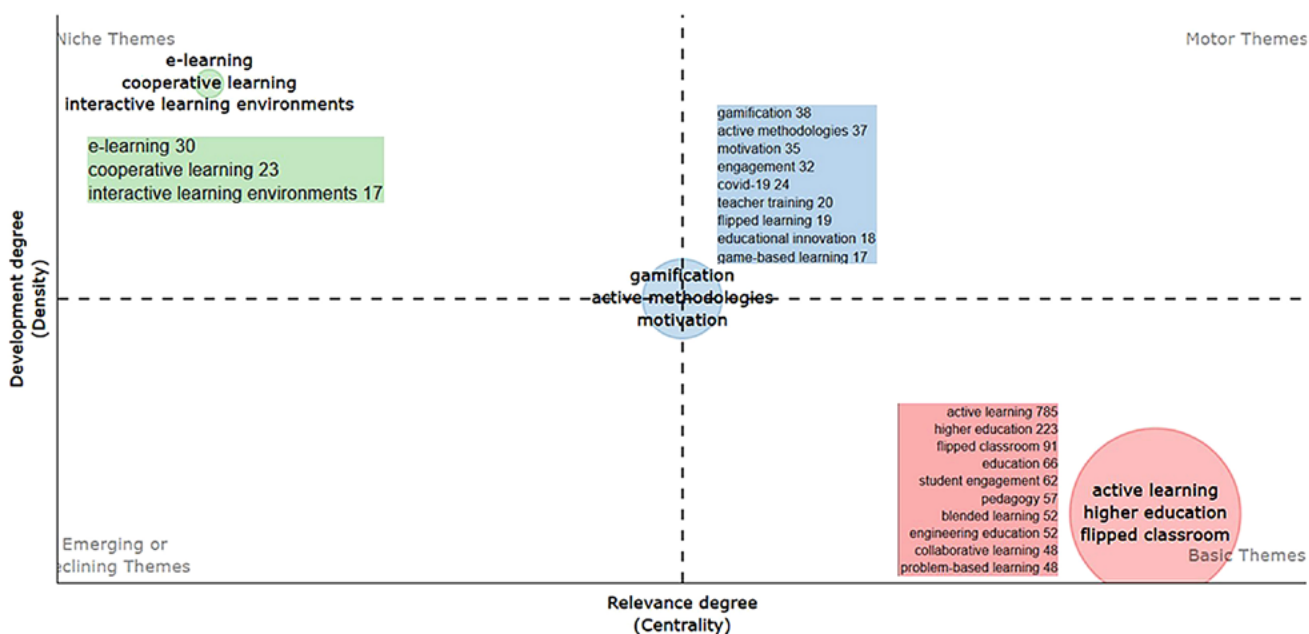 Niche Themes
Motor Themes
e-learning
cooperative learning
interactive learning environments
e-learning 30
cooperative learning 23
interactive learning environments 17
gamification 38
active methodologies 37
motivation 35
engagement 32
covid-19 24
teacher training 20
flipped learning 19
educational innovation 18
game-based learning 17
gamification
active methodologies
motivation
Development degree
(Density)
active learning 785
higher education 223
flipped classroom 91
education 66
student engagement 62
pedagogy 57
blended learning 52
engineering education 52
collaborative learning 48
problem-based learning 48
active learning
higher education
flipped classroom
Emerging or
eclining Themes
Basic Themes
Relevance degree
(Centrality)